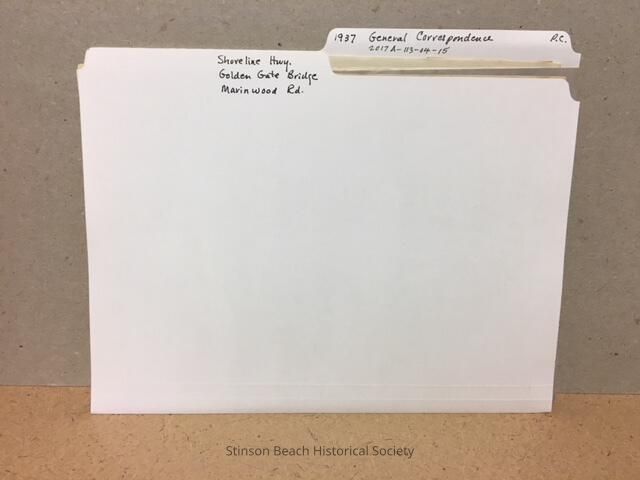 1937 General Correspondence P.C.
2017A-113-04-15
Shoreline Hwy.
Golden Gate Bridge
Marinwood Rd.
Stinson Beach Historical Society